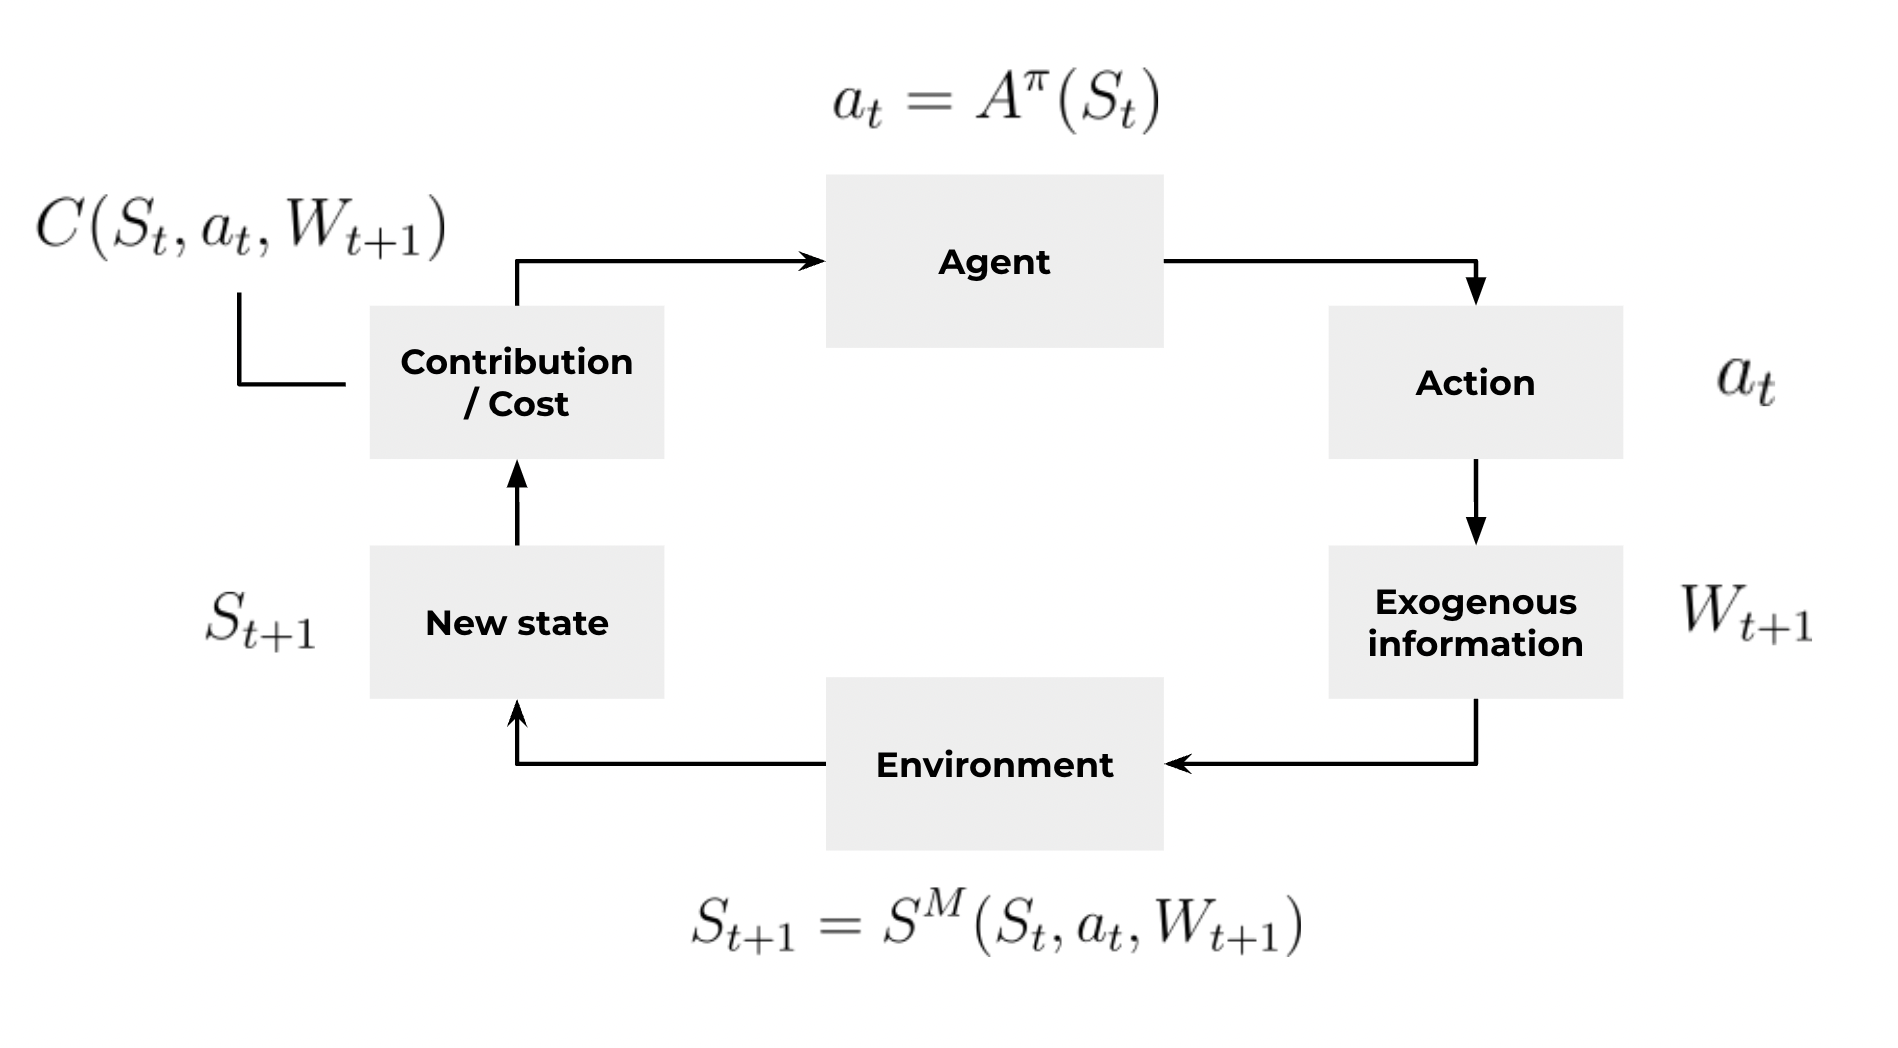 a_t = A^π(S_t)
C(S_t, a_t, W_{t+1})
Agent
Contribution
/ Cost
Action
a_t
S_{t+1}
New state
Exogenous
information
W_{t+1}
Environment
S_{t+1} = S^M(S_t, a_t, W_{t+1})